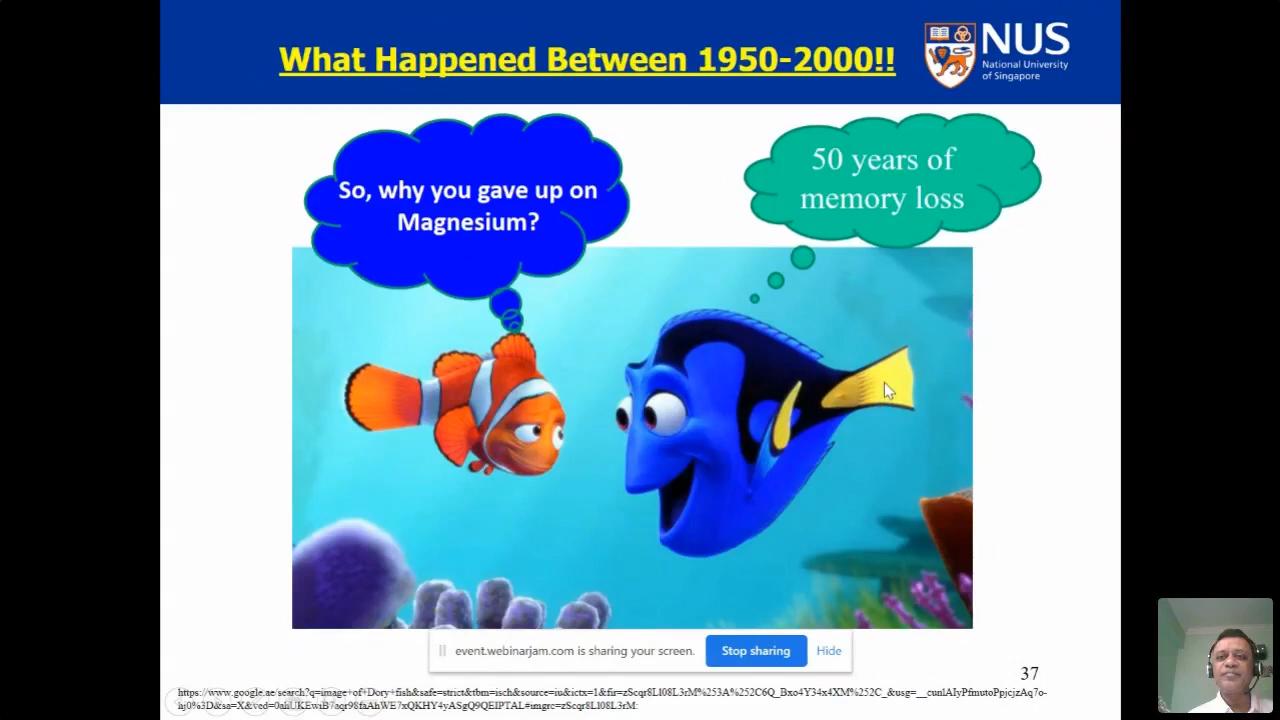 What Happened Between 1950-2000!!
NUS
National University
of Singapore
So, why you gave up on
Magnesium?
50 years of
memory loss
event.webinarjam.com is sharing your screen.
Stop sharing
Hide
37